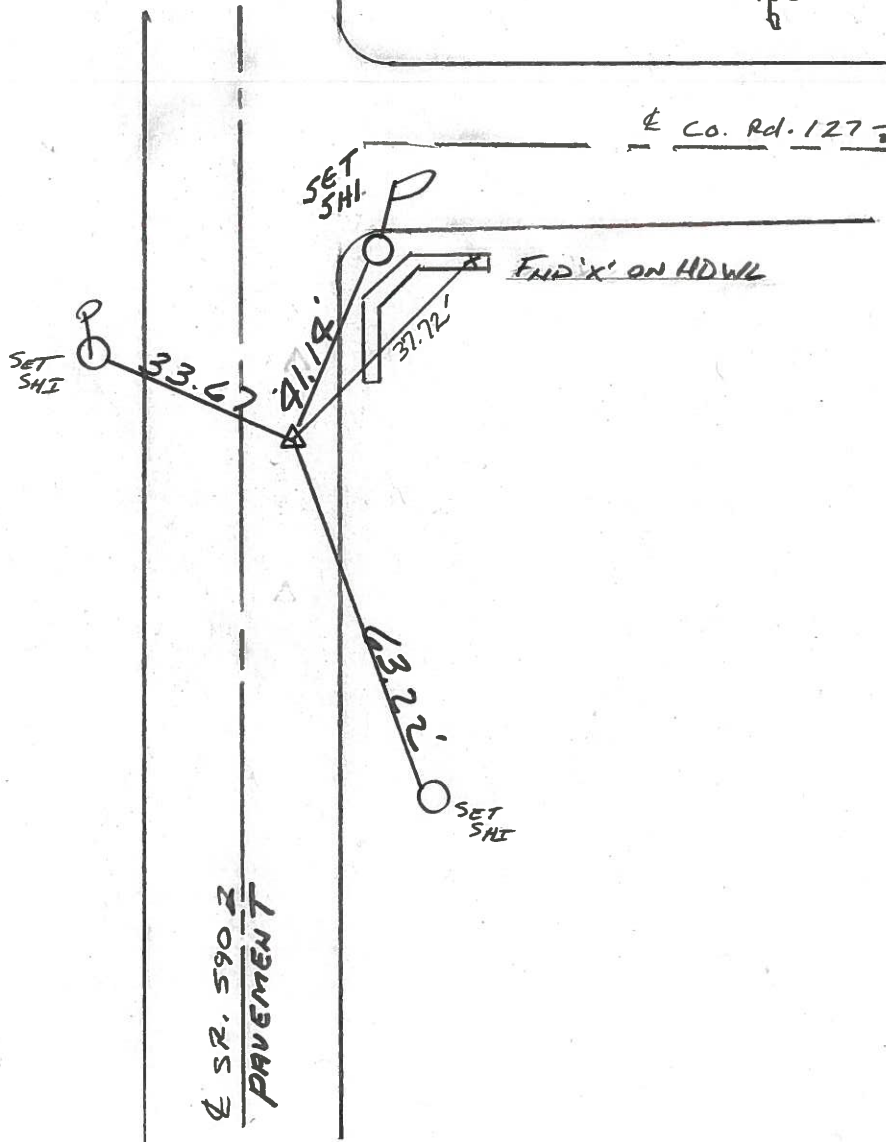 ℄ Co. Rd. 127
SET
SHI.
FND 'X' ON HDWL
37.72'
41.14'
SET
SHI
33.67
63.22'
SET
SHI
℄ SR. 590
PAVEMENT